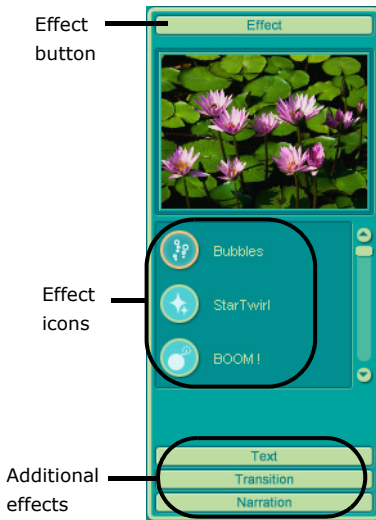 Effect
button
Effect
Effect
icons
Bubbles
StarTwirl
BOOM !
Additional
effects
Text
Transition
Narration